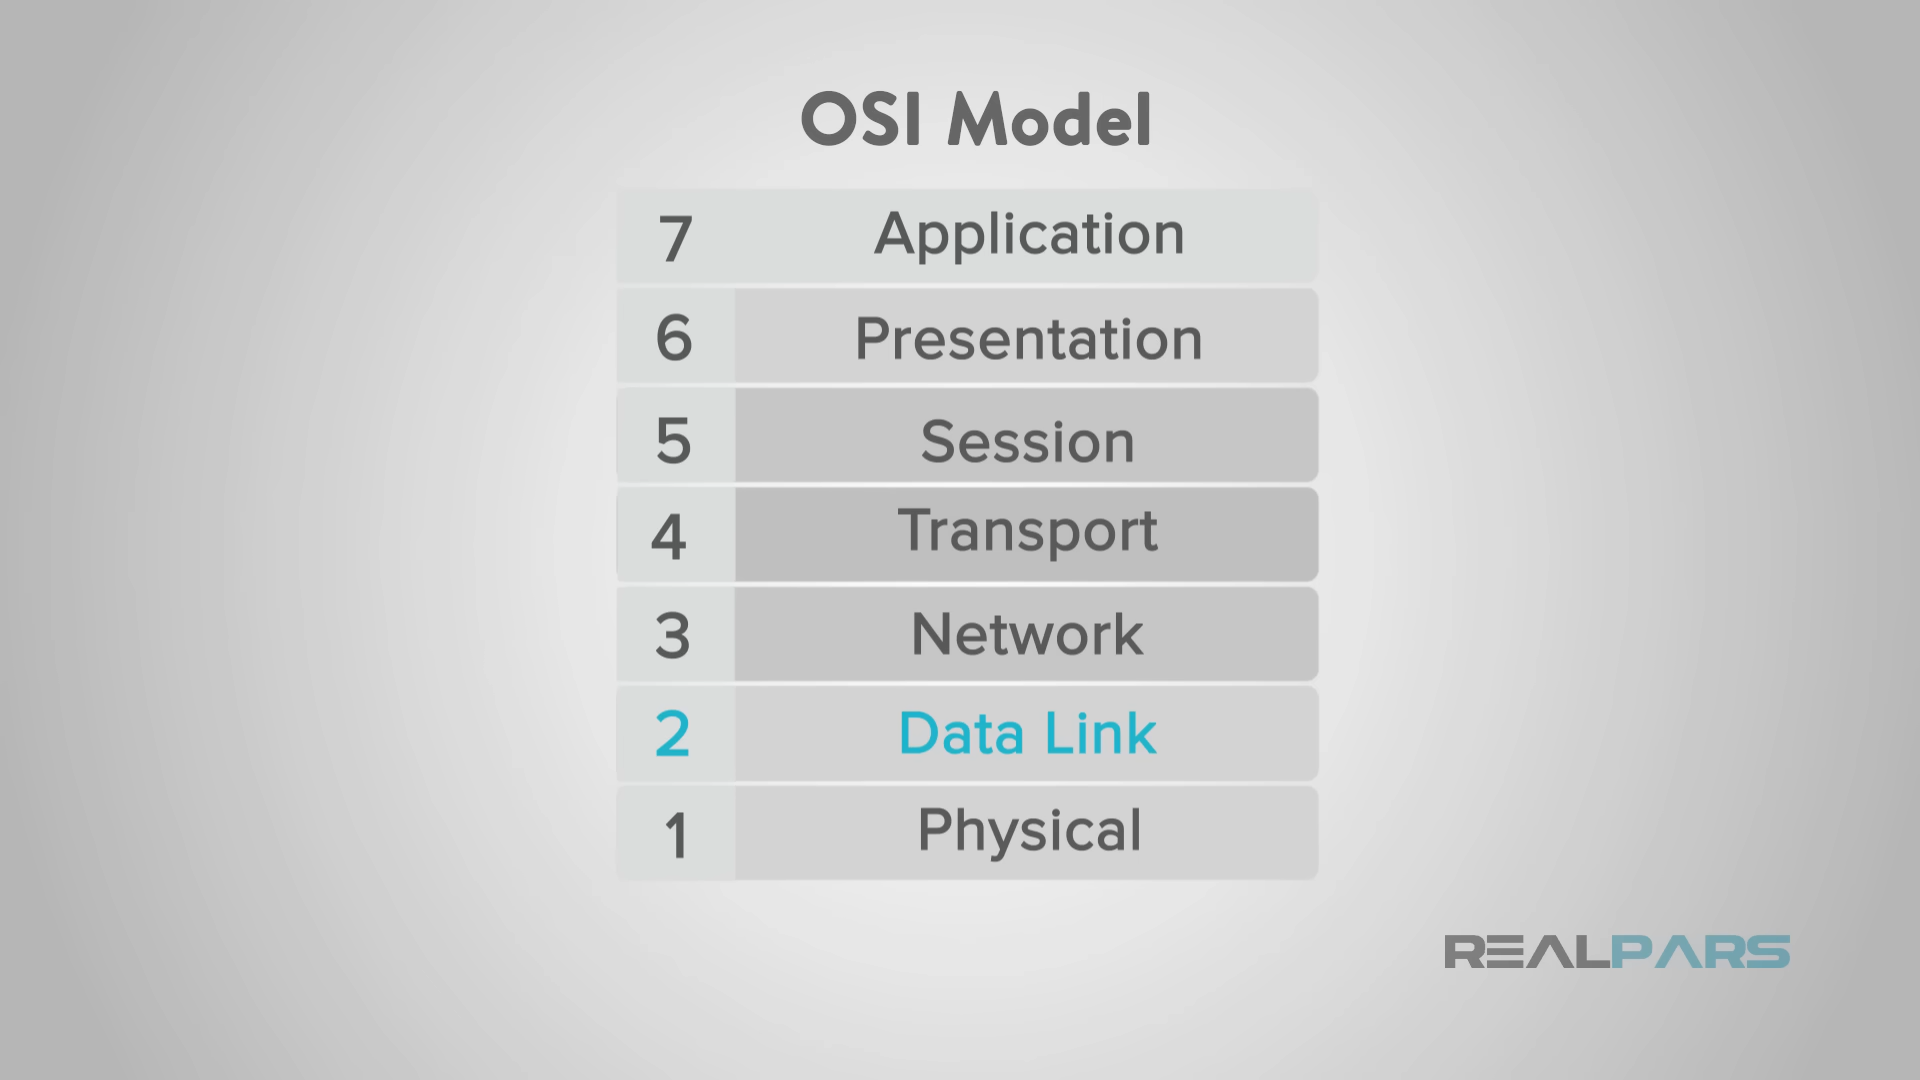 OSI Model
7 Application
6 Presentation
5 Session
4 Transport
3 Network
2 Data Link
1 Physical
REALPARS